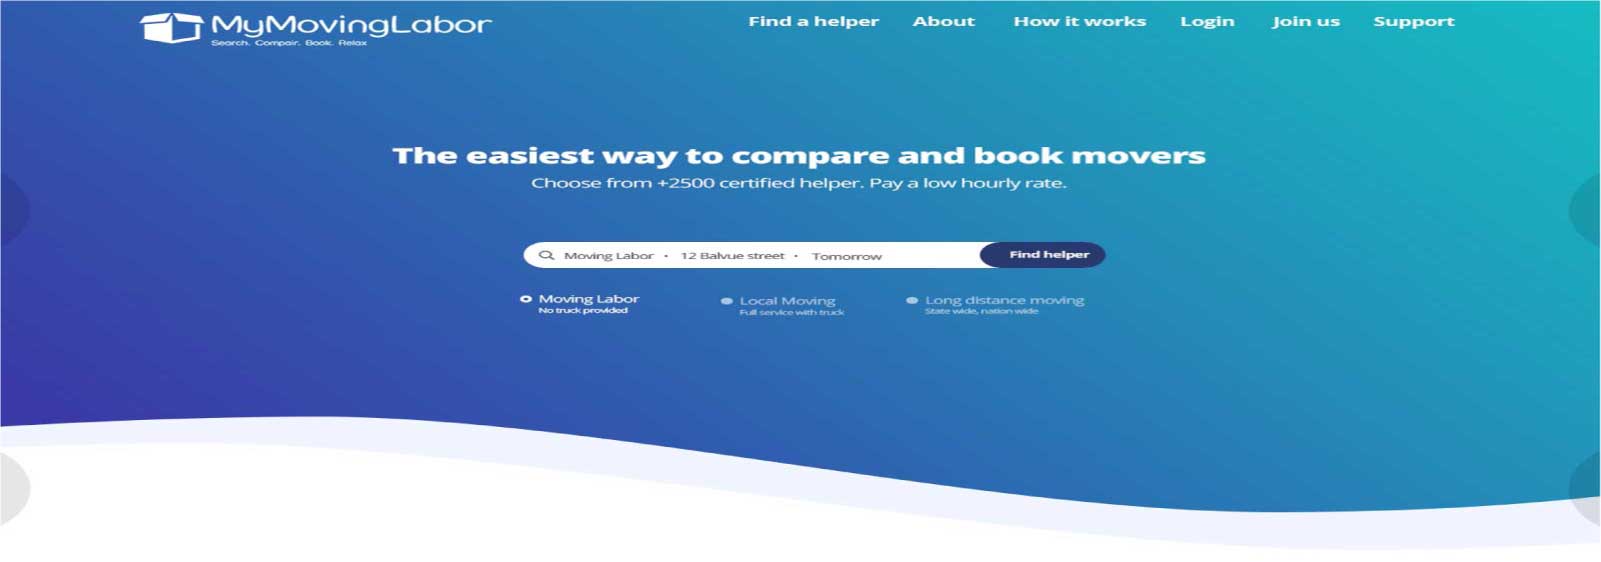 MyMovingLabor
Search. Compair. Book. Relax
Find a helper About How it works Login Join us Support
The easiest way to compare and book movers
Choose from +2500 certified helper. Pay a low hourly rate.
Moving Labor • 12 Balvue street • Tomorrow Find helper
Moving Labor Local Moving Long distance moving
No truck provided Full service with truck State wide, nation wide